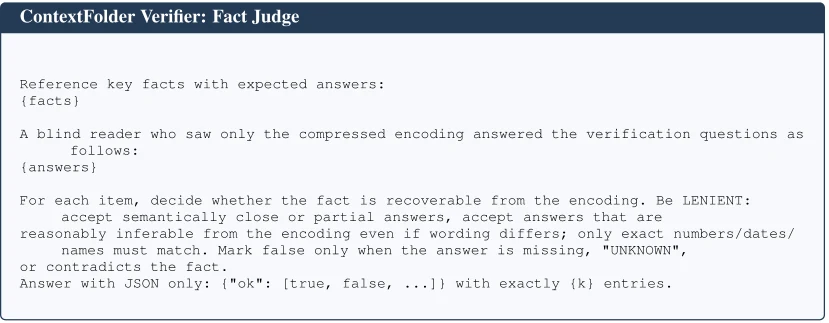 ContextFolder Verifier: Fact Judge
Reference key facts with expected answers:
{facts}
A blind reader who saw only the compressed encoding answered the verification questions as
follows:
{answers}
For each item, decide whether the fact is recoverable from the encoding. Be LENIENT:
accept semantically close or partial answers, accept answers that are
reasonably inferable from the encoding even if wording differs; only exact numbers/dates/
names must match. Mark false only when the answer is missing, "UNKNOWN",
or contradicts the fact.
Answer with JSON only: {"ok": [true, false, ...]} with exactly {k} entries.